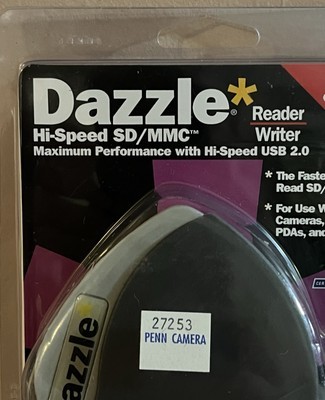 Dazzle*® Reader
Writer
Hi-Speed SD/MMC™
Maximum Performance with Hi-Speed USB 2.0
* The Faste
Read SD/
* For Use W
Cameras,
PDAs, and
azzle*
27253
PENN CAMERA